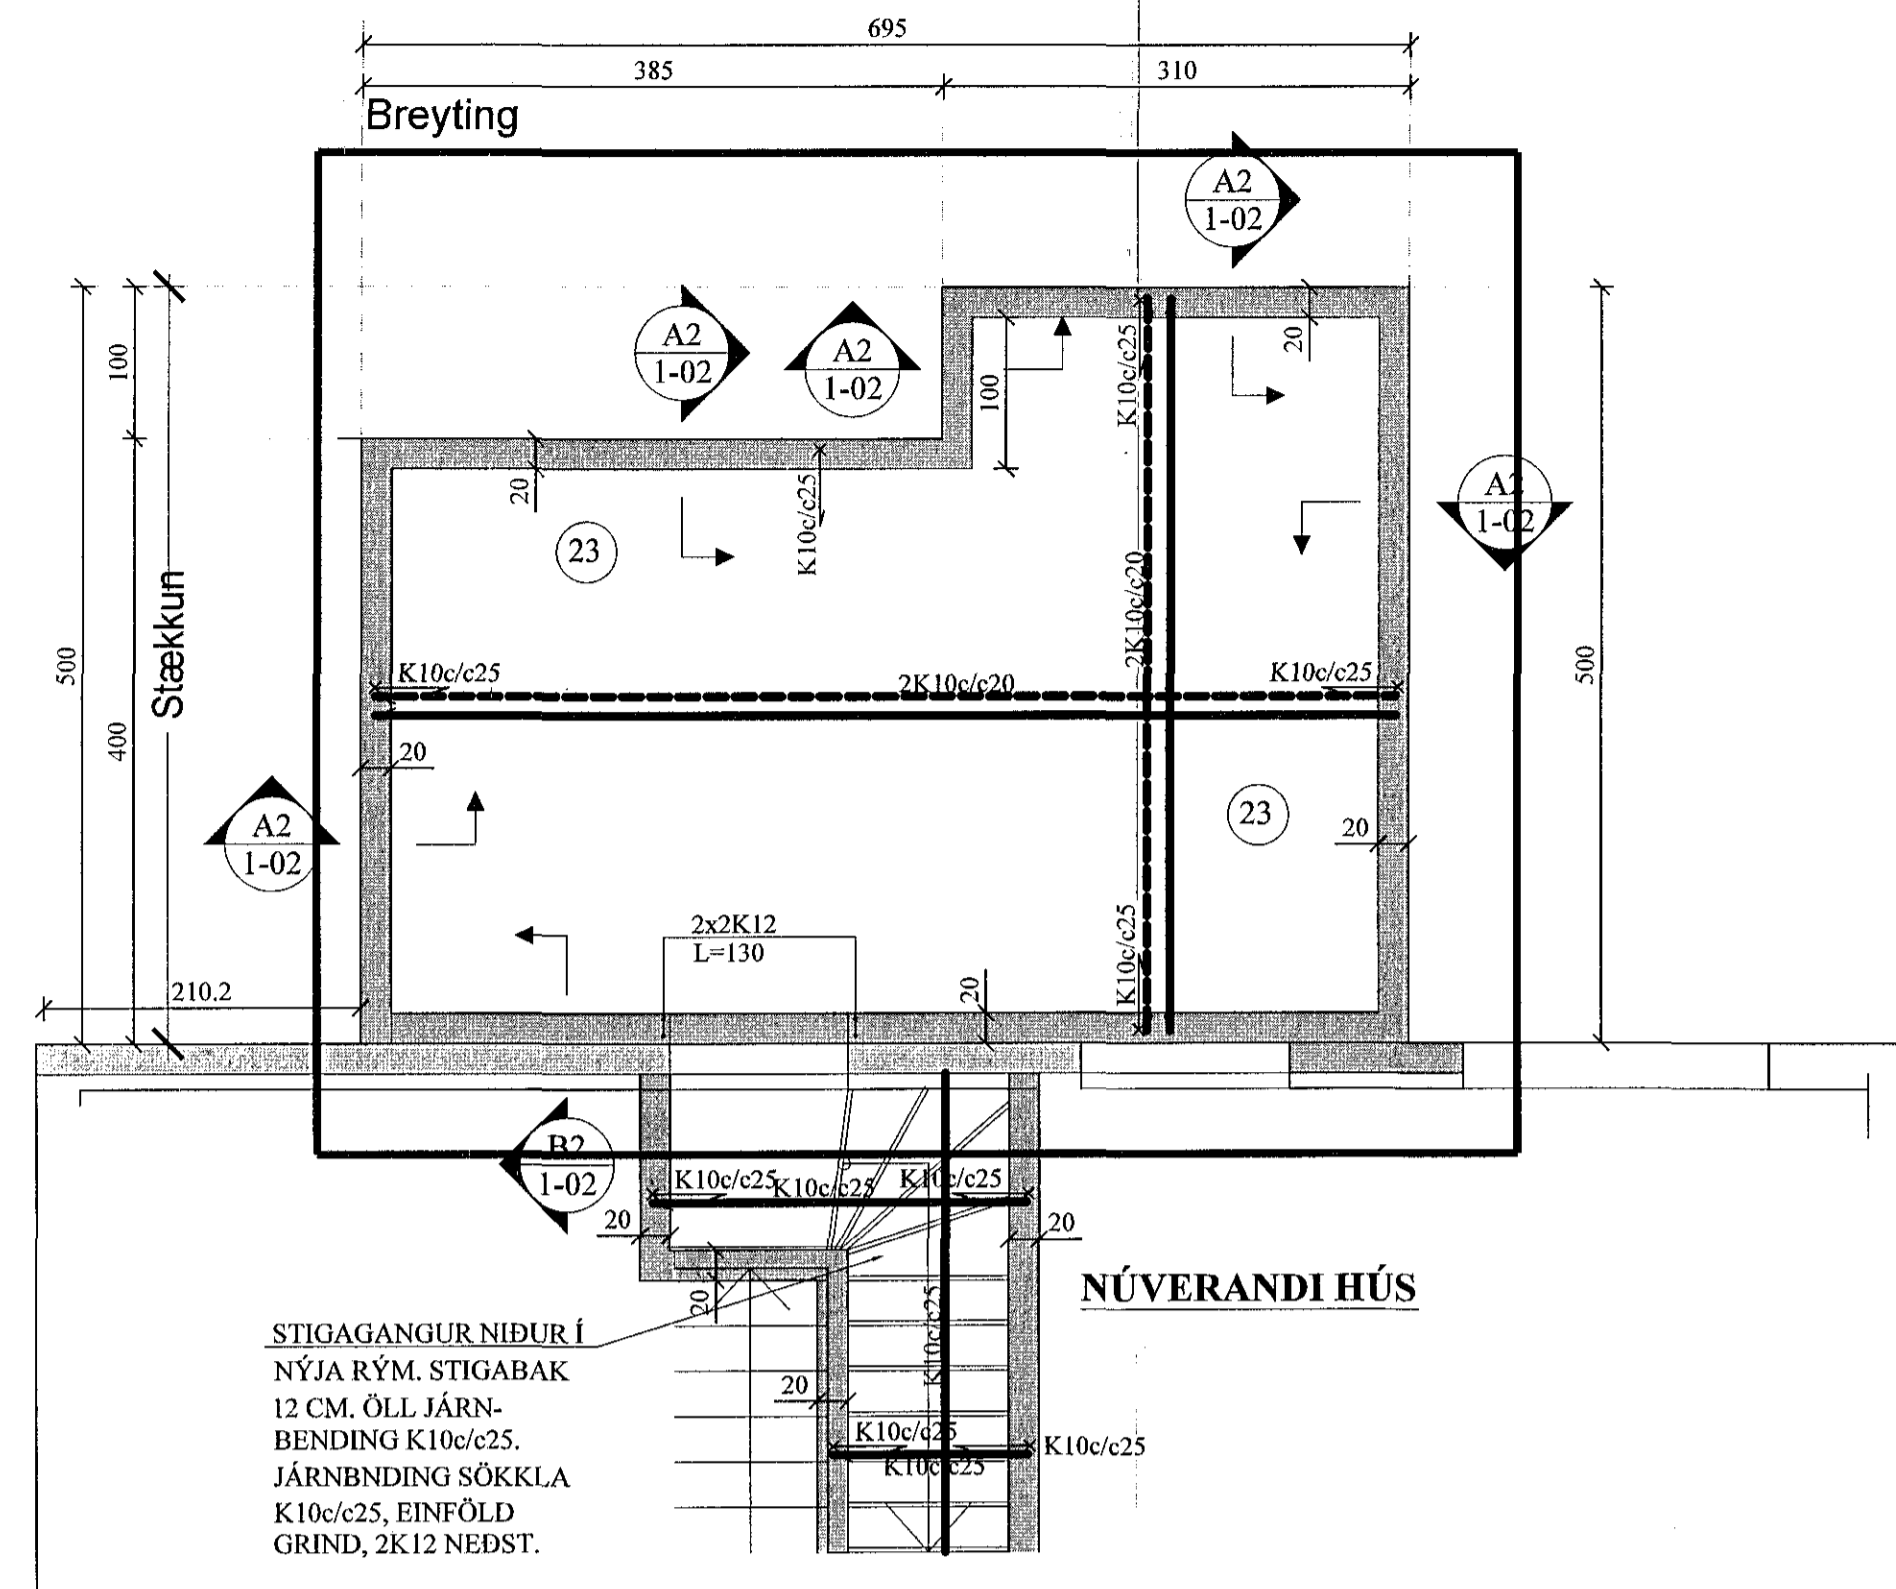 695
385
310
Breyting
A2
1-02
A2
1-02
A2
1-02
100
100
20
K10c/c25
20
K10c/c25
A2
1-02
23
2K10c/c20
500
400
Stækkun
500
K10c/c25
2K10c/c20
K10c/c25
20
A2
1-02
23
20
2x2K12
L=130
K10c/c25
20
210.2
B2
1-02
K10c/c25
K10c/c25
K10c/c25
20
20
20
K10c/c25
NÚVERANDI HÚS
STIGAGANGUR NIÐUR Í
NÝJA RÝM. STIGABAK
12 CM. ÖLL JÁRN-
BENDING K10c/c25.
JÁRNBNDING SÖKKLA
K10c/c25, EINFÖLD
GRIND, 2K12 NEÐST.
20
K10c/c25
K10c/c25
K10c/c25